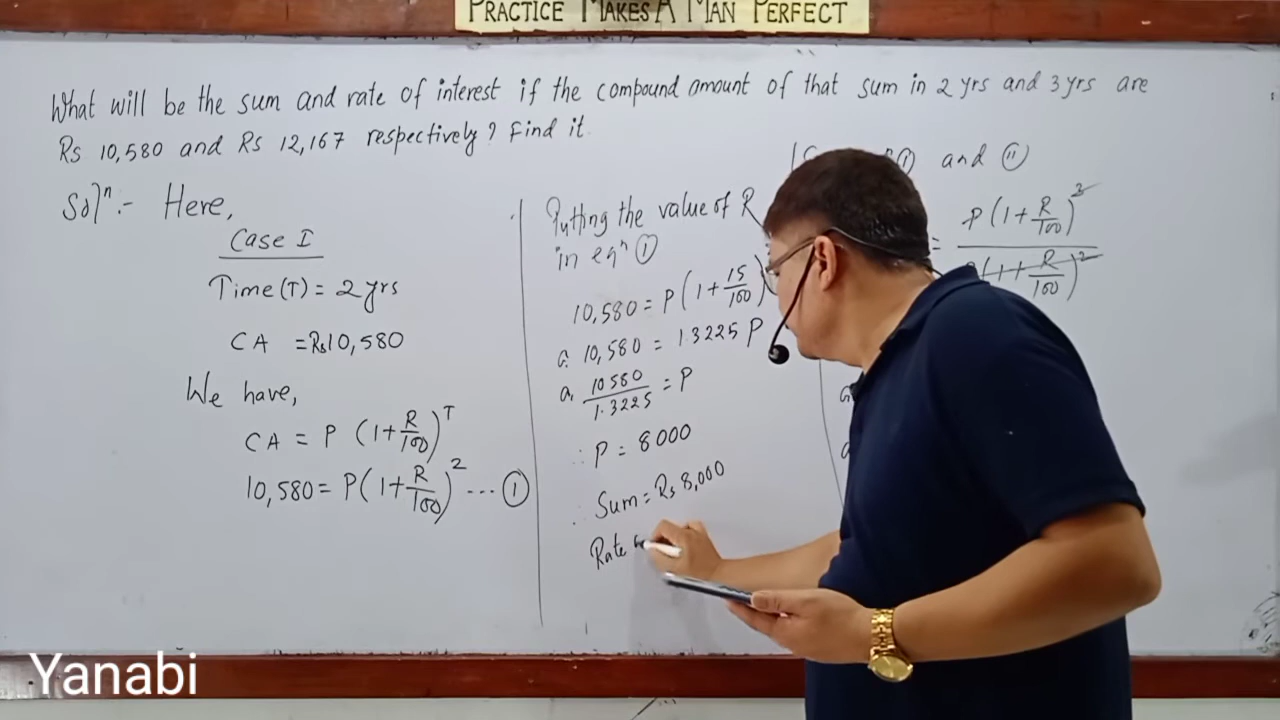 PRACTICE MAKES A MAN PERFECT
What will be the sum and rate of interest if the compound amount of that sum in 2 yrs and 3 yrs are
Rs 10,580 and Rs 12,167 respectively? Find it.
Solⁿ:- Here,
Case I
Time(T) = 2 yrs
CA = Rs 10,580
We have,
CA = P (1+R/100)^T
10,580 = P(1+R/100)^2 ... ①
Putting the value of R
in eqⁿ ①
10,580 = P(1+15/100)
a. 10,580 = 1.3225 P
a. 10580/1.3225 = P
∴ P = 8000
∴ Sum = Rs 8,000
Rate
① and ②
= P(1+R/100)^3
(1+R/100)^2
Yanabi